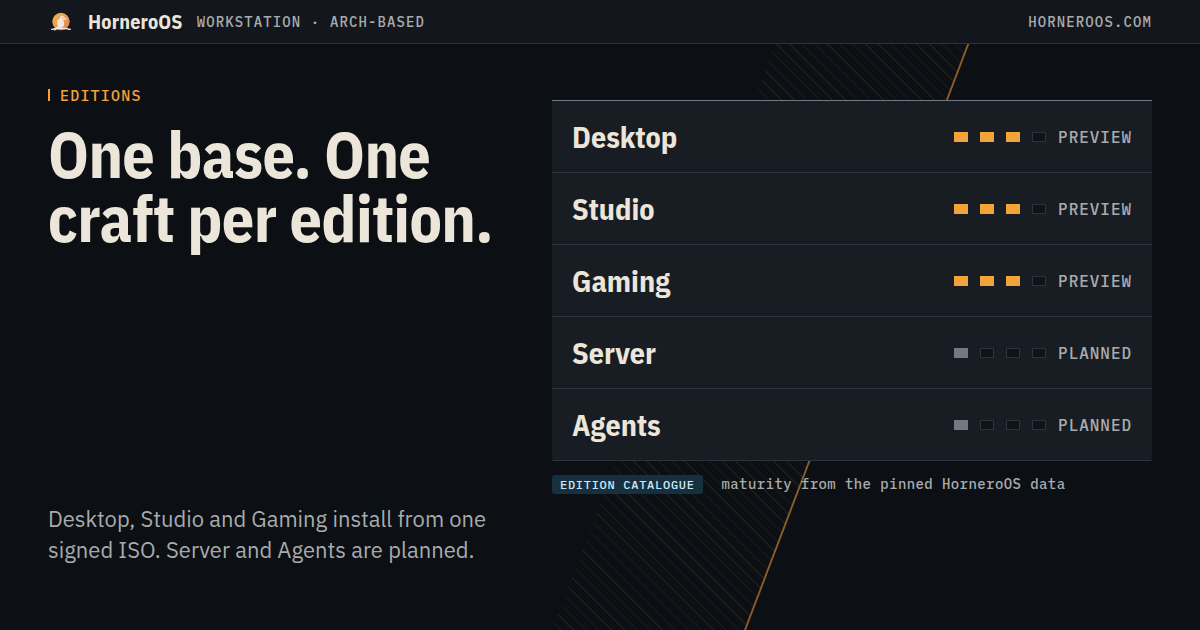 HorneroOS WORKSTATION · ARCH-BASED HORNEROOS.COM
EDITIONS
One base. One
craft per edition.
Desktop, Studio and Gaming install from one
signed ISO. Server and Agents are planned.
Desktop PREVIEW
Studio PREVIEW
Gaming PREVIEW
Server PLANNED
Agents PLANNED
EDITION CATALOGUE maturity from the pinned HorneroOS data